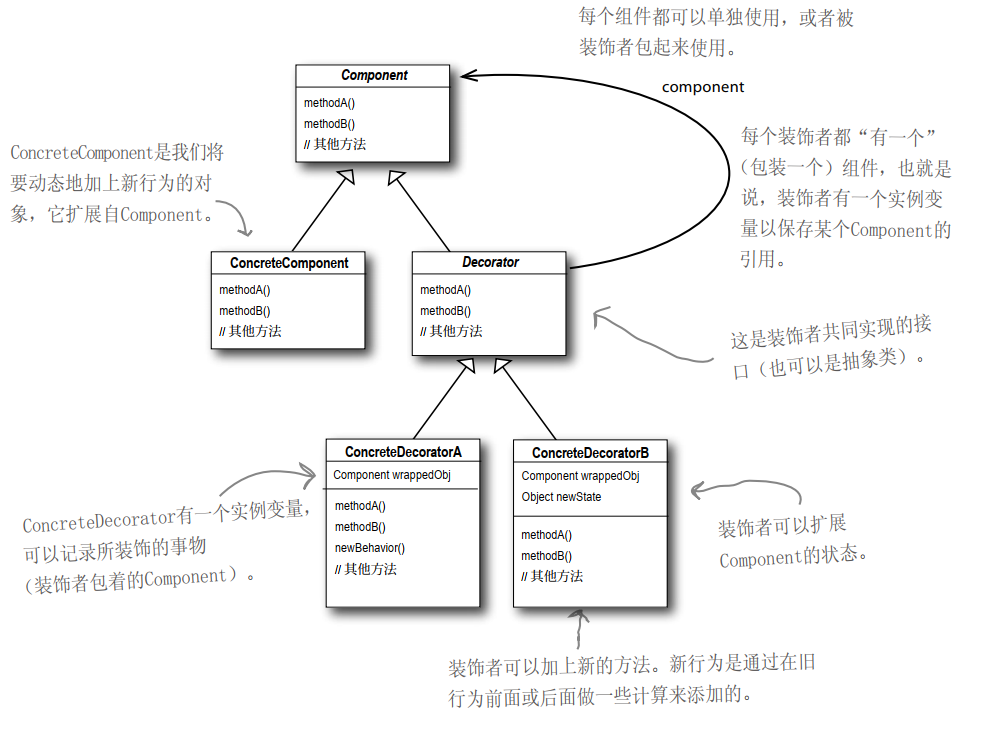 每个组件都可以单独使用，或者被
装饰者包起来使用。
component
Component
methodA()
methodB()
// 其他方法
每个装饰者都“有一个”
（包装一个）组件，也就是
说，装饰者有一个实例变
量以保存某个Component的
引用。
ConcreteComponent是我们将
要动态地加上新行为的对
象，它扩展自Component。
ConcreteComponent
methodA()
methodB()
// 其他方法
Decorator
methodA()
methodB()
// 其他方法
这是装饰者共同实现的接
口（也可以是抽象类）。
ConcreteDecoratorA
Component wrappedObj
methodA()
methodB()
newBehavior()
// 其他方法
ConcreteDecoratorB
Component wrappedObj
Object newState
methodA()
methodB()
// 其他方法
ConcreteDecorator有一个实例变量，
可以记录所装饰的事物
（装饰者包着的Component）。
装饰者可以扩展
Component的状态。
装饰者可以加上新的方法。新行为是通过在旧
行为前面或后面做一些计算来添加的。